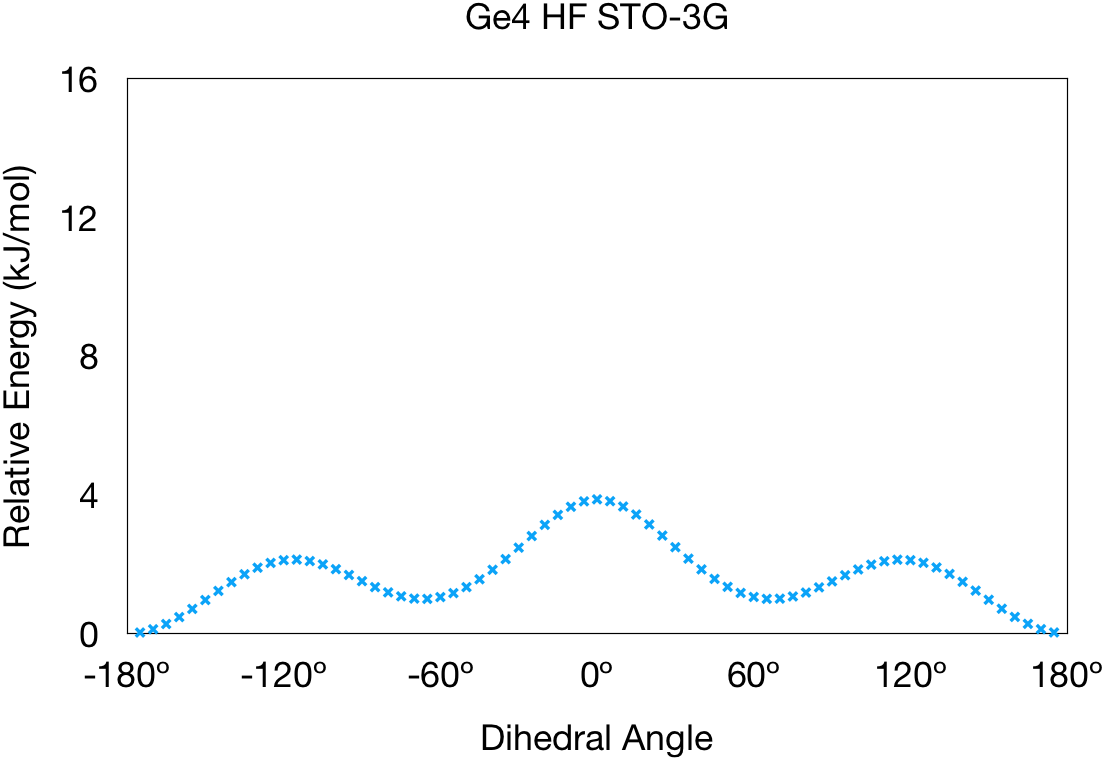 Ge4 HF STO-3G
Relative Energy (kJ/mol)
16
12
8
4
0
-180º -120º -60º 0º 60º 120º 180º
Dihedral Angle